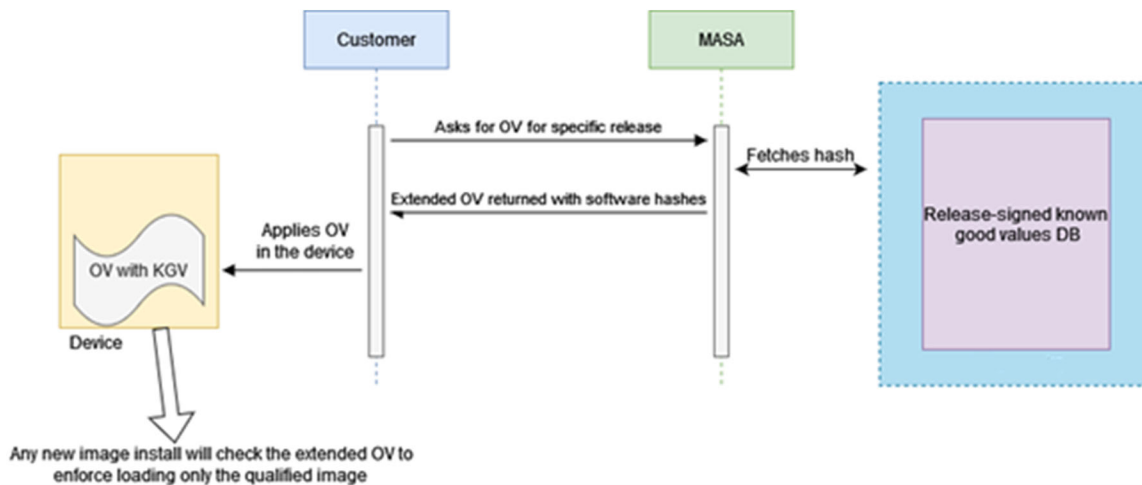 Customer
MASA
Asks for OV for specific release
Fetches hash
Extended OV returned with software hashes
Release-signed known
good values DB
Applies OV
in the device
OV with KGV
Device
Any new image install will check the extended OV to
enforce loading only the qualified image